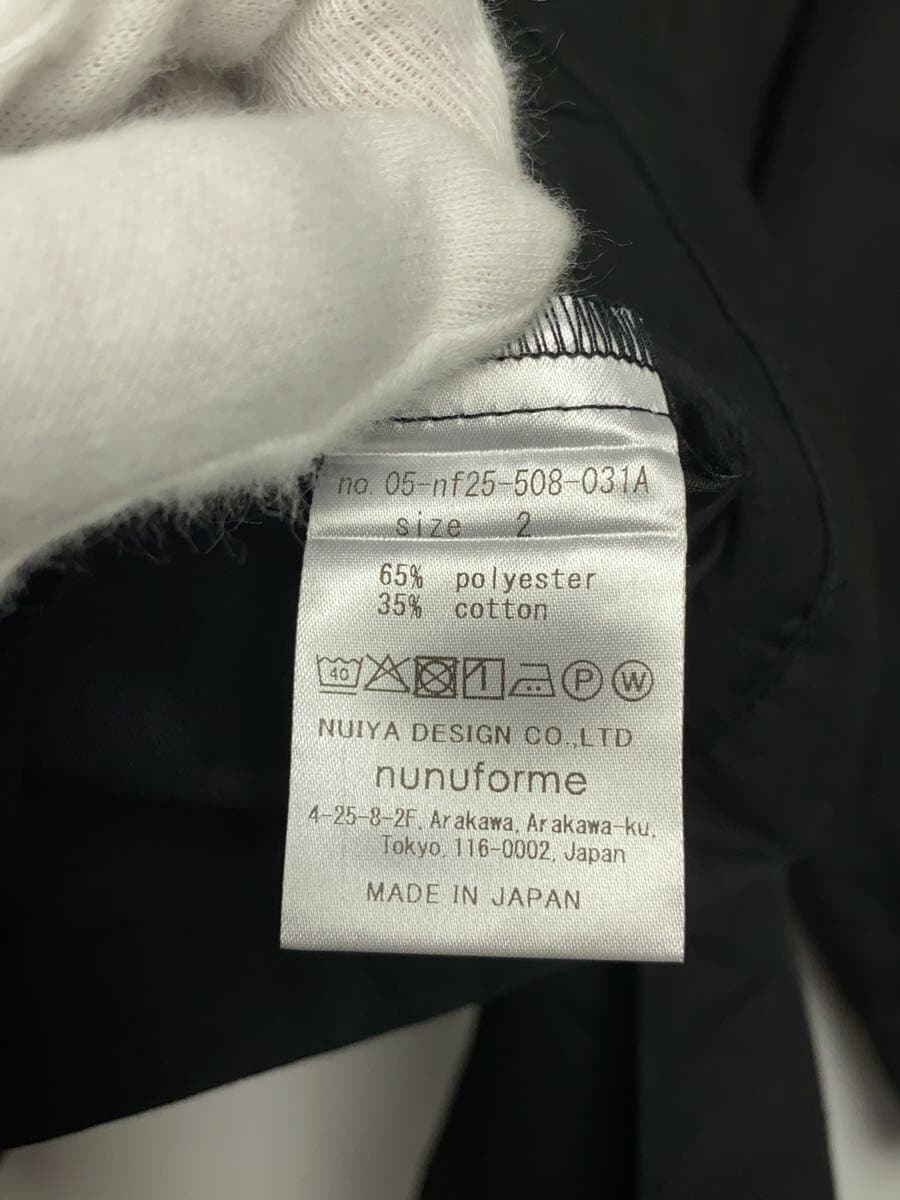 no. 05-nf25-508-031A
size 2
65% polyester
35% cotton
40 P W
NUIYA DESIGN CO.,LTD
nunuforme
4-25-8-2F, Arakawa, Arakawa-ku,
Tokyo, 116-0002, Japan
MADE IN JAPAN